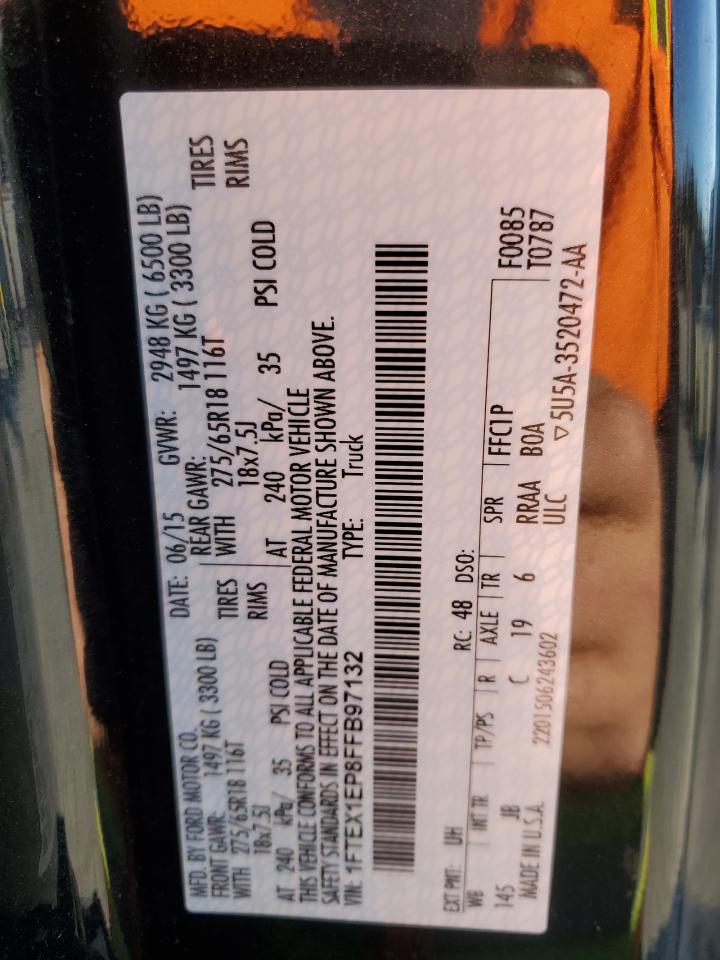 MFD. BY FORD MOTOR CO. DATE: 06/15 GVWR: 2948 KG ( 6500 LB)
FRONT GAWR: 1497 KG ( 3300 LB) REAR GAWR: 1497 KG ( 3300 LB)
WITH 275/65R18 116T TIRES WITH 275/65R18 116T TIRES
18x7.5J RIMS 18x7.5J RIMS
AT 240 kPa/ 35 PSI COLD AT 240 kPa/ 35 PSI COLD
THIS VEHICLE CONFORMS TO ALL APPLICABLE FEDERAL MOTOR VEHICLE
SAFETY STANDARDS IN EFFECT ON THE DATE OF MANUFACTURE SHOWN ABOVE.
VIN: 1FTEX1EP8FFB97132 TYPE: Truck
EXT PNT: UH RC: 48 DSO:
WB INT TR TP/PS R AXLE TR SPR F0085
145 JB C 19 6 RRAA FFC1P BOA T0787
ULC
MADE IN U.S.A. 2201506243602 ▽5U5A-3520472-AA